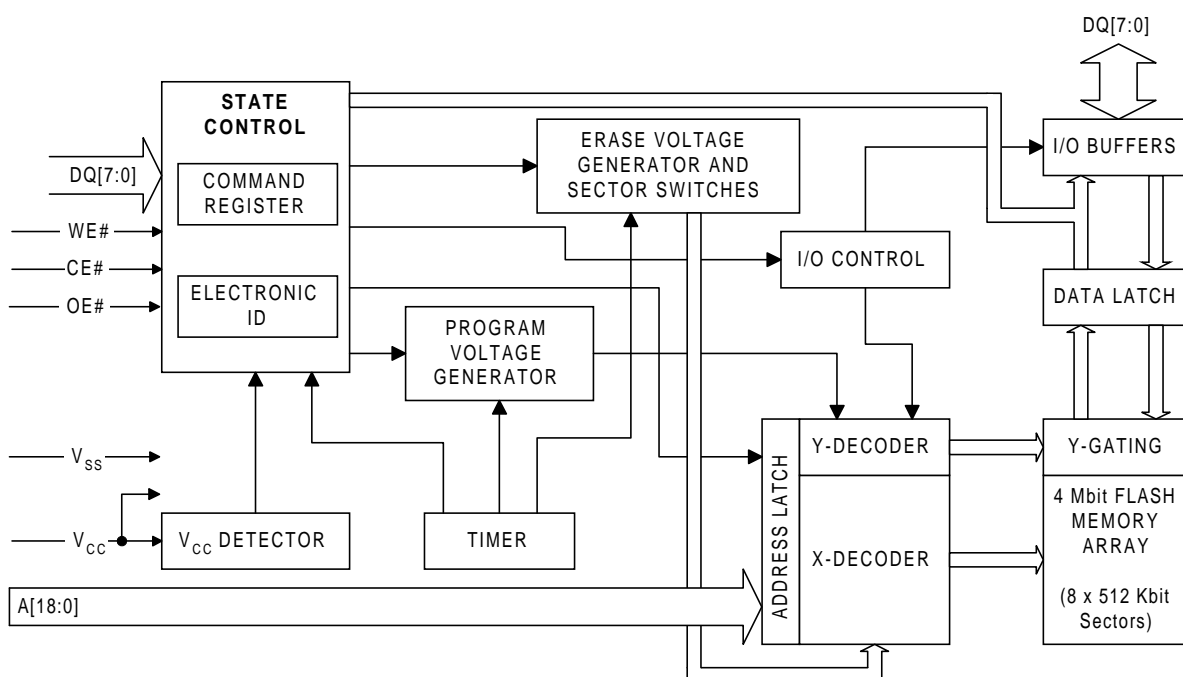 DQ[7:0]
STATE
CONTROL
ERASE VOLTAGE
GENERATOR AND
SECTOR SWITCHES
I/O BUFFERS
DQ[7:0]
COMMAND
REGISTER
WE#
CE#
OE#
I/O CONTROL
ELECTRONIC
ID
DATA LATCH
PROGRAM
VOLTAGE
GENERATOR
VSS
VCC
VCC DETECTOR
TIMER
ADDRESS LATCH
Y-DECODER
Y-GATING
X-DECODER
4 Mbit FLASH
MEMORY
ARRAY
(8 x 512 Kbit
Sectors)
A[18:0]